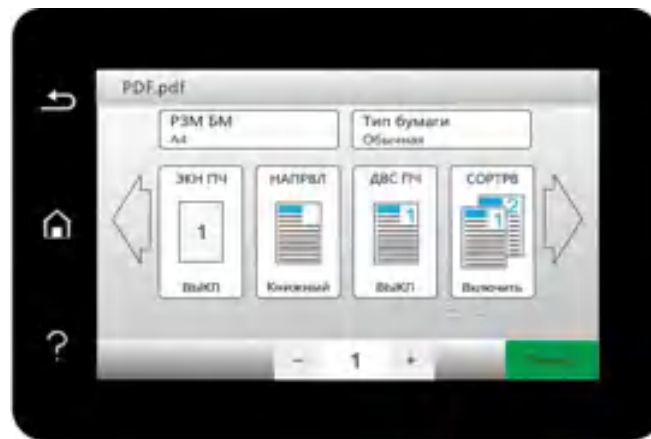 PDF.pdf
РЗМ БМ
A4
Тип бумаги
Обычная
ЭКН ПЧ
1
ВЫКЛ
НАПРВЛ
Книжный
ДВС ПЧ
1
ВЫКЛ
СОРТРВ
1
2
Включить
?
- 1 +